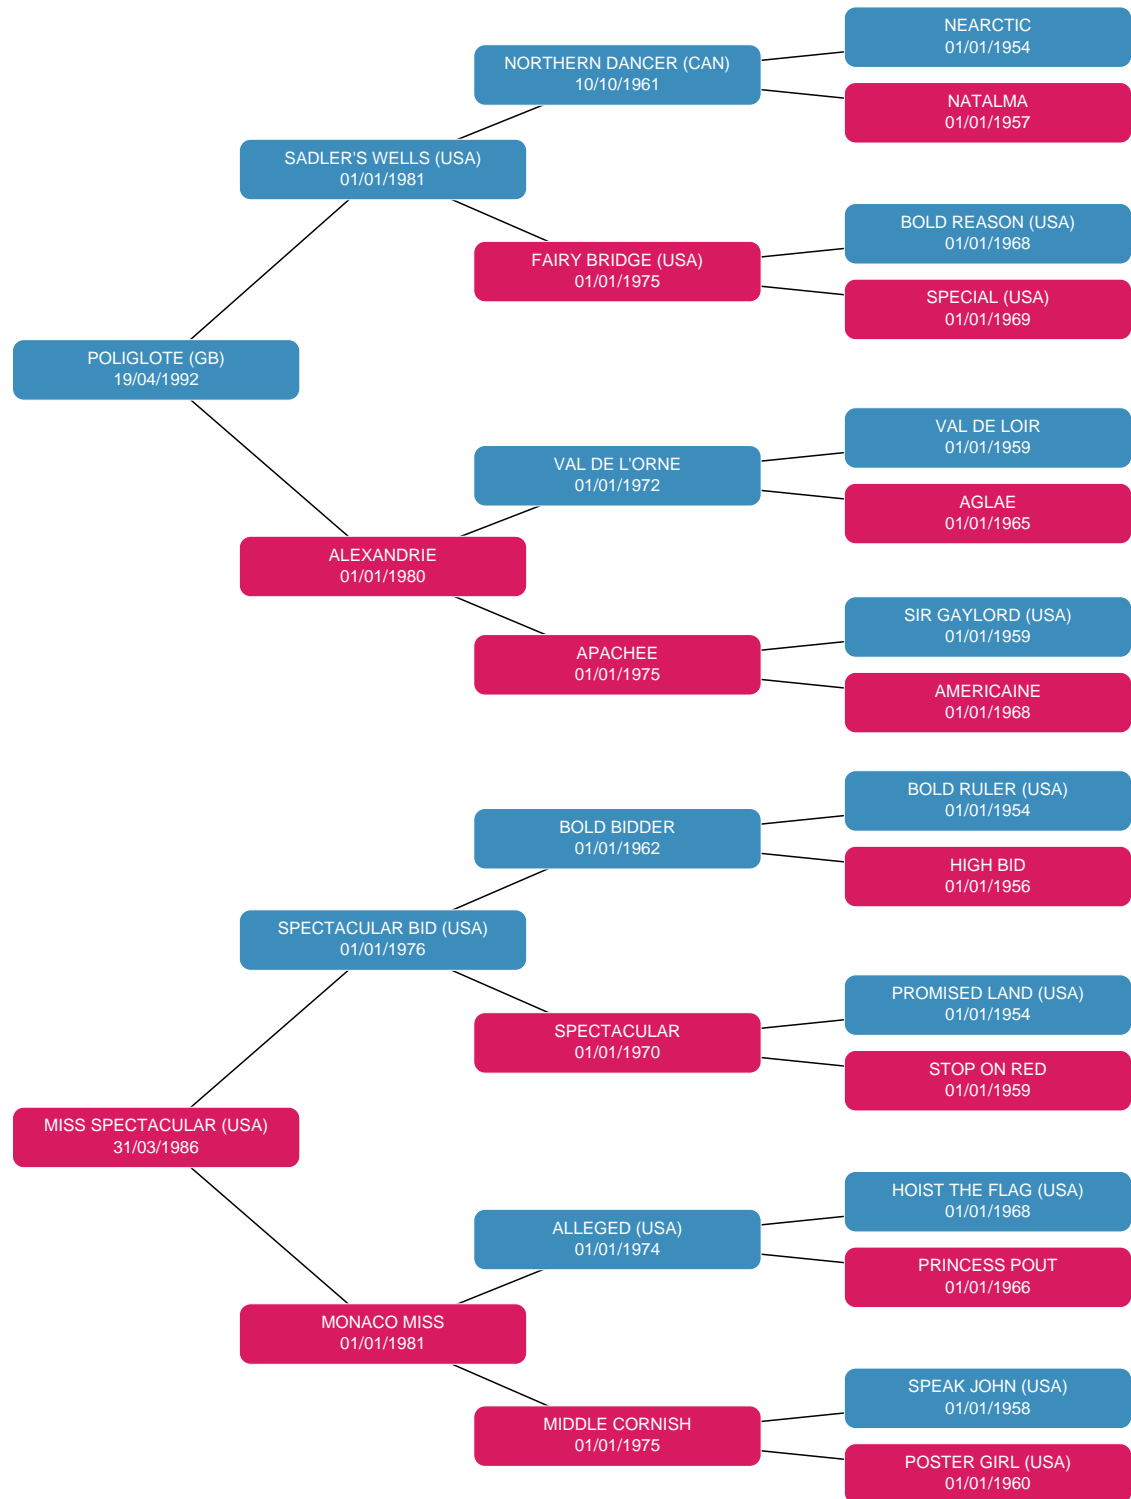 NEARCTIC
01/01/1954
NORTHERN DANCER (CAN)
10/10/1961
NATALMA
01/01/1957
SADLER'S WELLS (USA)
01/01/1981
BOLD REASON (USA)
01/01/1968
FAIRY BRIDGE (USA)
01/01/1975
SPECIAL (USA)
01/01/1969
POLIGLOTE (GB)
19/04/1992
VAL DE LOIR
01/01/1959
VAL DE L'ORNE
01/01/1972
AGLAE
01/01/1965
ALEXANDRIE
01/01/1980
SIR GAYLORD (USA)
01/01/1959
APACHEE
01/01/1975
AMERICAINE
01/01/1968
BOLD RULER (USA)
01/01/1954
BOLD BIDDER
01/01/1962
HIGH BID
01/01/1956
SPECTACULAR BID (USA)
01/01/1976
PROMISED LAND (USA)
01/01/1954
SPECTACULAR
01/01/1970
STOP ON RED
01/01/1959
MISS SPECTACULAR (USA)
31/03/1986
HOIST THE FLAG (USA)
01/01/1968
ALLEGED (USA)
01/01/1974
PRINCESS POUT
01/01/1966
MONACO MISS
01/01/1981
SPEAK JOHN (USA)
01/01/1958
MIDDLE CORNISH
01/01/1975
POSTER GIRL (USA)
01/01/1960